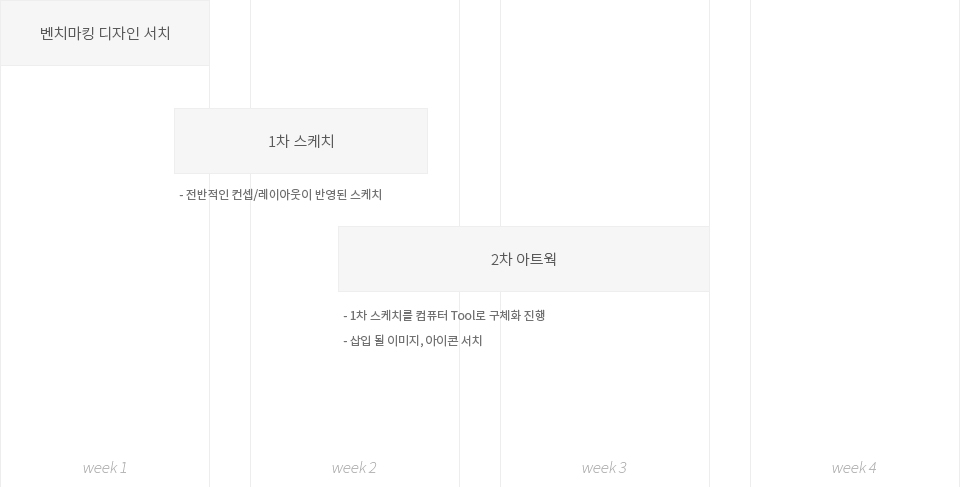 벤치마킹 디자인 서치
1차 스케치
- 전반적인 컨셉/레이아웃이 반영된 스케치
2차 아트웍
- 1차 스케치를 컴퓨터 Tool로 구체화 진행
- 삽입 될 이미지, 아이콘 서치
week 1
week 2
week 3
week 4